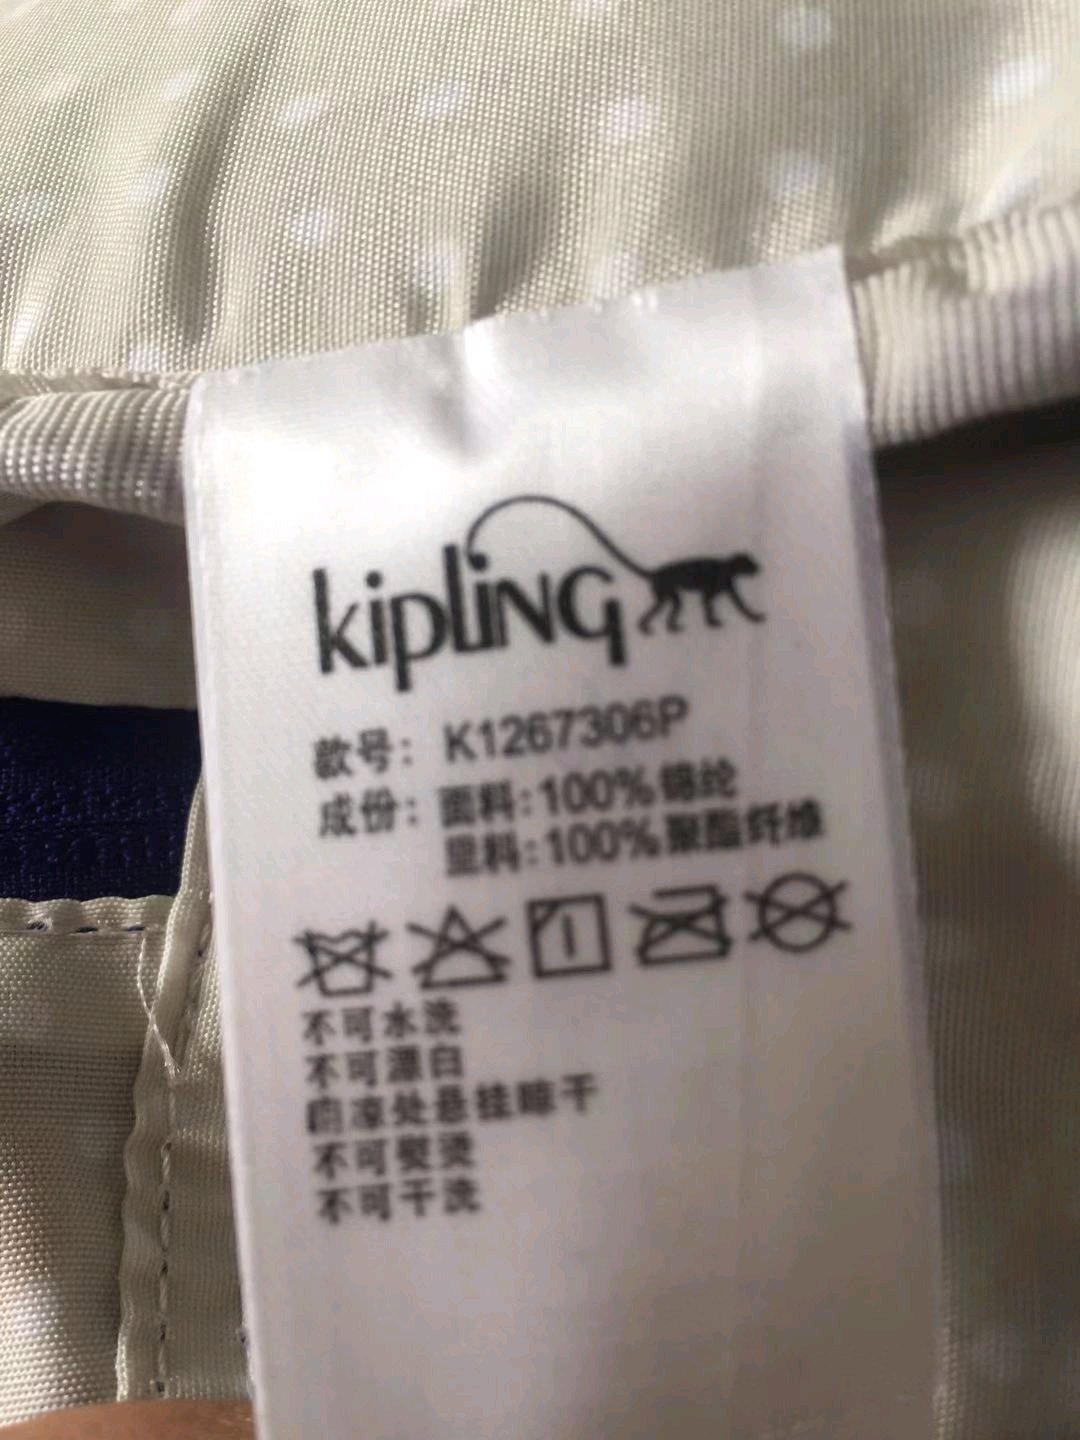 kipling
款号: K1267306P
成份: 面料:100%锦纶
里料:100%聚酯纤维
不可水洗
不可漂白
阴凉处悬挂晾干
不可熨烫
不可干洗